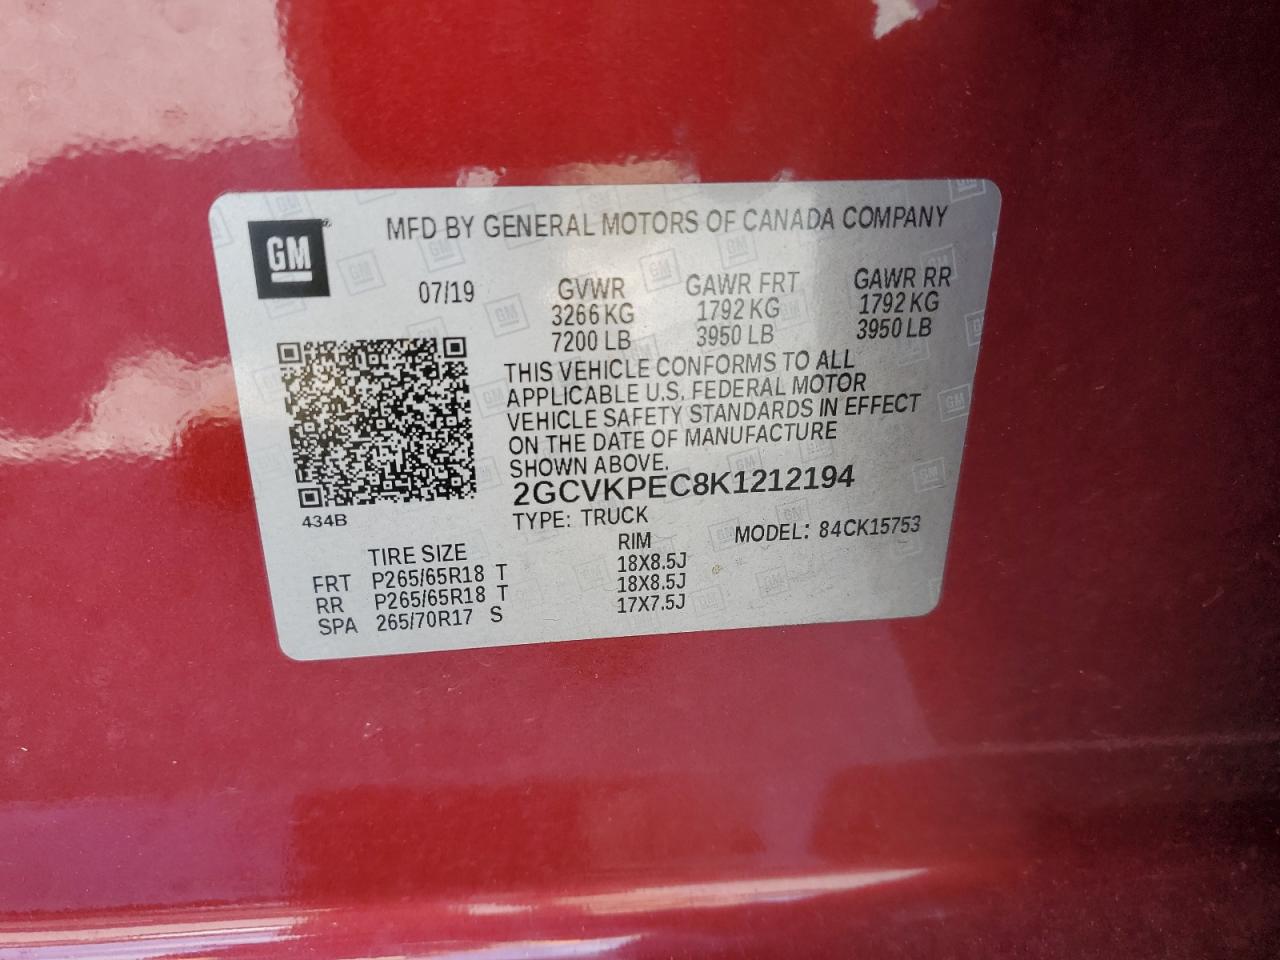 MFD BY GENERAL MOTORS OF CANADA COMPANY
GM
07/19
GVWR GAWR FRT GAWR RR
3266 KG 1792 KG 1792 KG
7200 LB 3950 LB 3950 LB
THIS VEHICLE CONFORMS TO ALL
APPLICABLE U.S. FEDERAL MOTOR
VEHICLE SAFETY STANDARDS IN EFFECT
ON THE DATE OF MANUFACTURE
SHOWN ABOVE.
2GCVKPEC8K1212194
434B
TYPE: TRUCK MODEL: 84CK15753
TIRE SIZE RIM
FRT P265/65R18 T 18X8.5J
RR P265/65R18 T 18X8.5J
SPA 265/70R17 S 17X7.5J